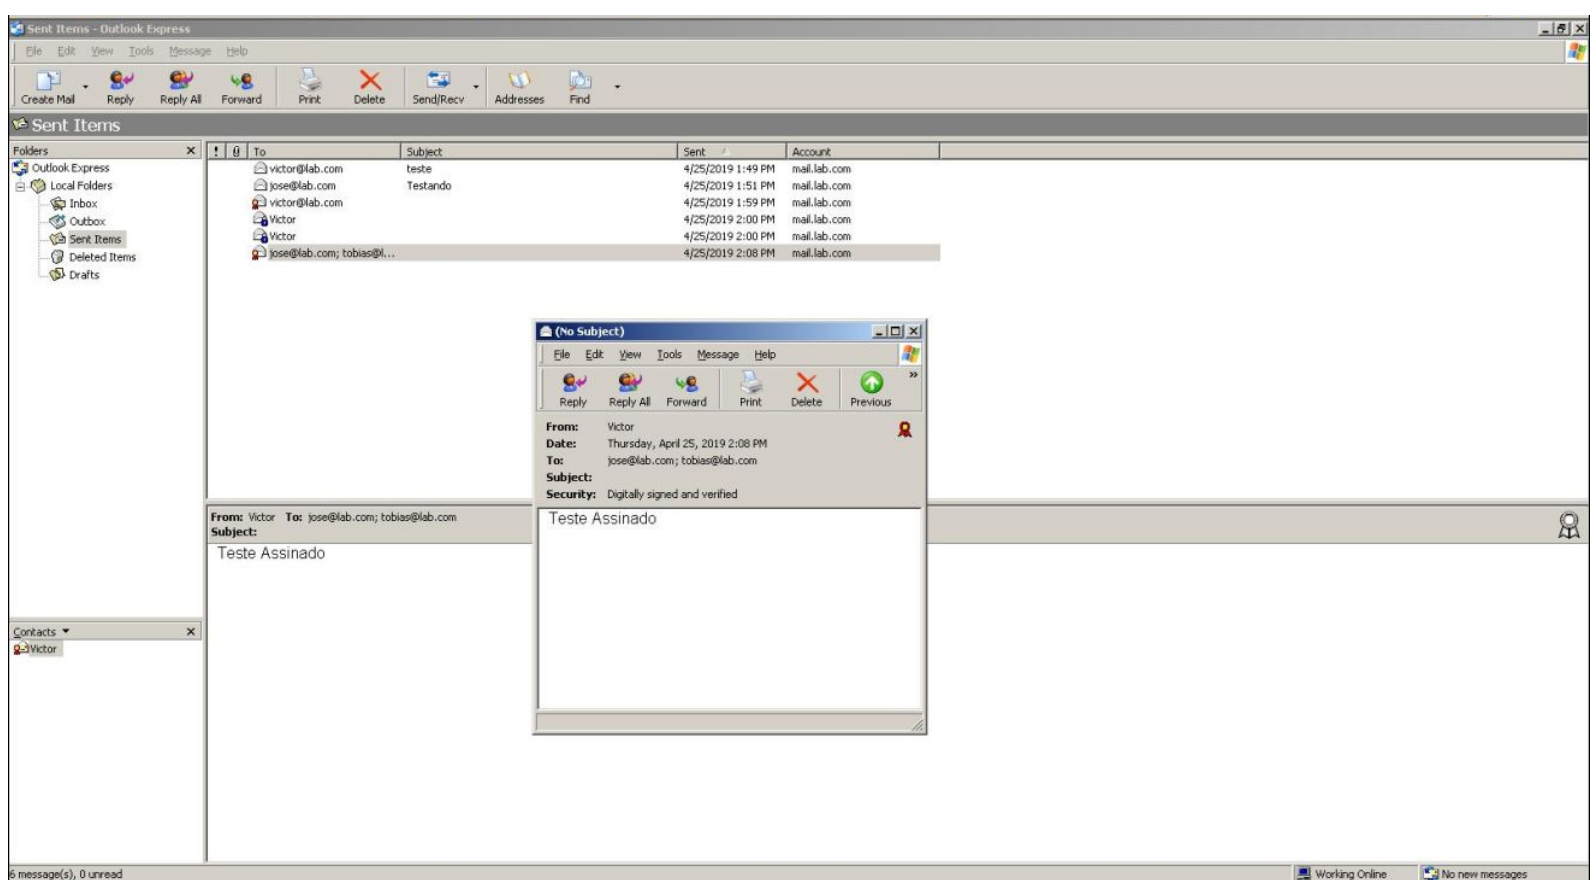 Sent Items - Outlook Express
File Edit View Tools Message Help
Create Mail Reply Reply All Forward Print Delete Send/Recv Addresses Find
Sent Items
Folders
Outlook Express
Local Folders
Inbox
Outbox
Sent Items
Deleted Items
Drafts
! To Subject Sent Account
victor@lab.com teste 4/25/2019 1:49 PM mail.lab.com
jose@lab.com Testando 4/25/2019 1:51 PM mail.lab.com
victor@lab.com 4/25/2019 1:59 PM mail.lab.com
Victor 4/25/2019 2:00 PM mail.lab.com
Victor 4/25/2019 2:00 PM mail.lab.com
jose@lab.com; tobias@l... 4/25/2019 2:08 PM mail.lab.com
(No Subject)
File Edit View Tools Message Help
Reply Reply All Forward Print Delete Previous »
From: Victor
Date: Thursday, April 25, 2019 2:08 PM
To: jose@lab.com; tobias@lab.com
Subject:
Security: Digitally signed and verified
Teste Assinado
From: Victor To: jose@lab.com; tobias@lab.com
Subject:
Teste Assinado
Contacts
Victor
6 message(s), 0 unread
Working Online
No new messages